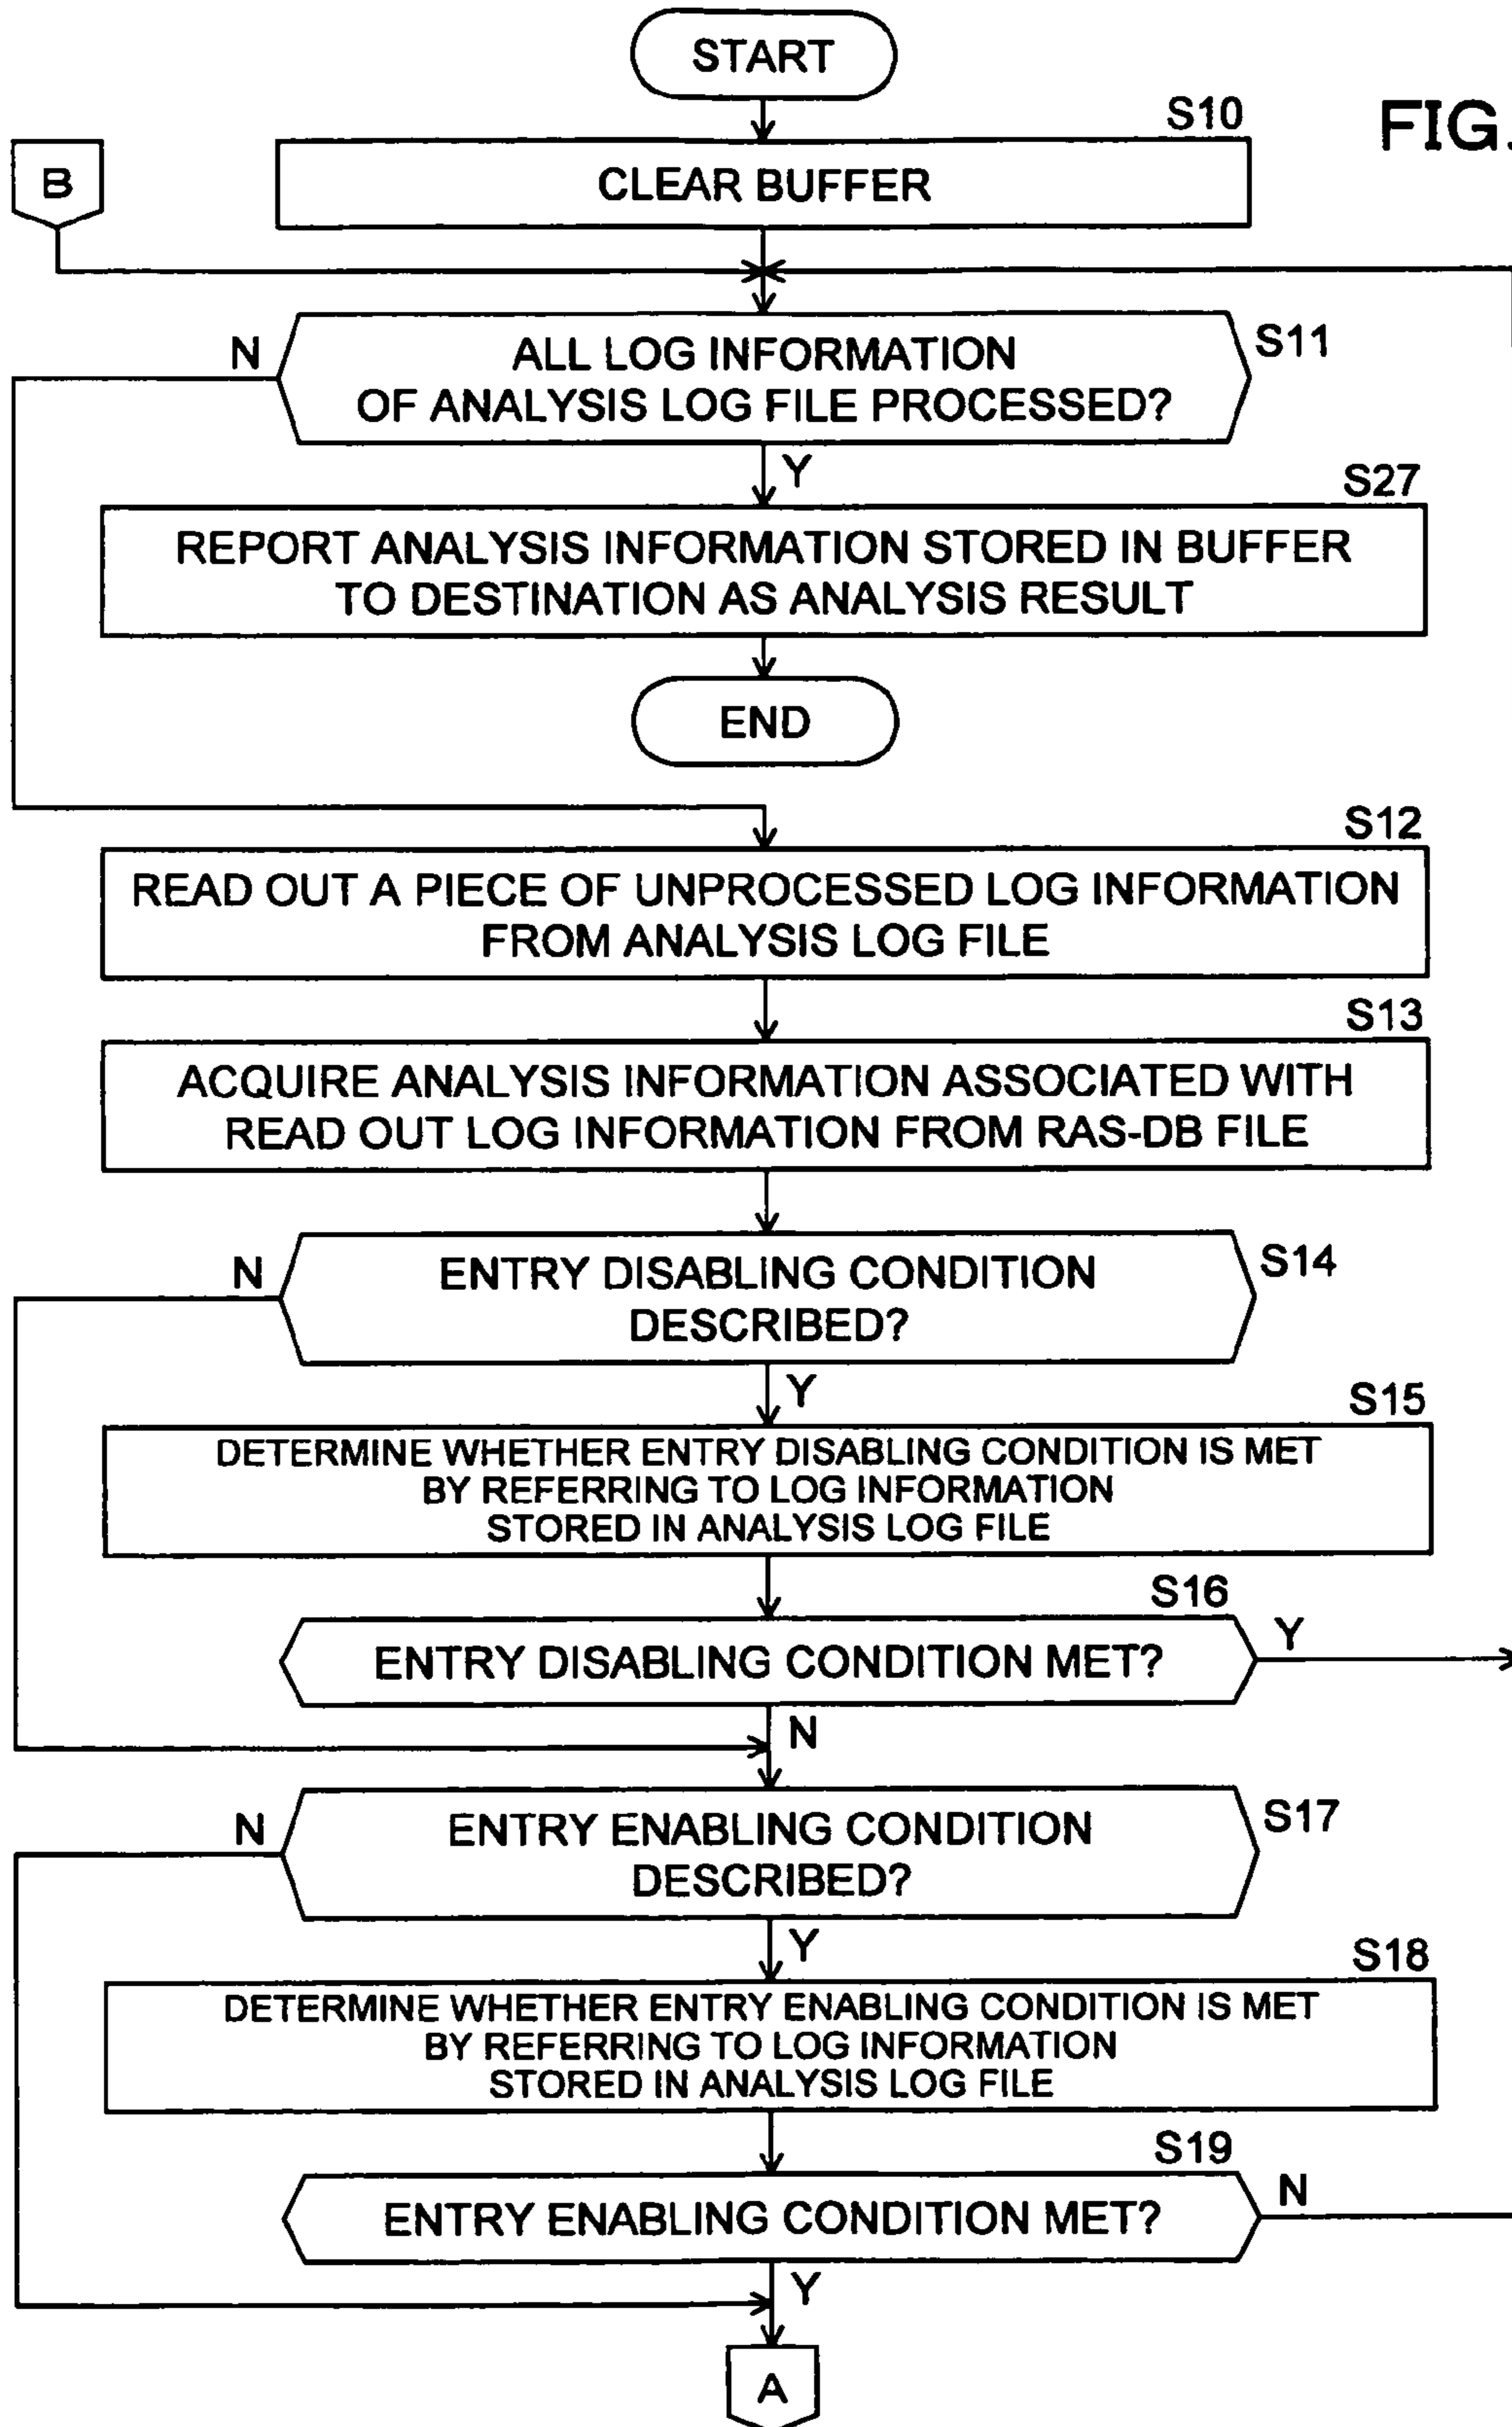 START
FIG.
S10
B
CLEAR BUFFER
N
ALL LOG INFORMATION
OF ANALYSIS LOG FILE PROCESSED?
S11
Y
S27
REPORT ANALYSIS INFORMATION STORED IN BUFFER
TO DESTINATION AS ANALYSIS RESULT
END
S12
READ OUT A PIECE OF UNPROCESSED LOG INFORMATION
FROM ANALYSIS LOG FILE
S13
ACQUIRE ANALYSIS INFORMATION ASSOCIATED WITH
READ OUT LOG INFORMATION FROM RAS-DB FILE
N
ENTRY DISABLING CONDITION
DESCRIBED?
S14
Y
S15
DETERMINE WHETHER ENTRY DISABLING CONDITION IS MET
BY REFERRING TO LOG INFORMATION
STORED IN ANALYSIS LOG FILE
S16
ENTRY DISABLING CONDITION MET?
Y
N
N
ENTRY ENABLING CONDITION
DESCRIBED?
S17
Y
S18
DETERMINE WHETHER ENTRY ENABLING CONDITION IS MET
BY REFERRING TO LOG INFORMATION
STORED IN ANALYSIS LOG FILE
S19
ENTRY ENABLING CONDITION MET?
N
Y
A